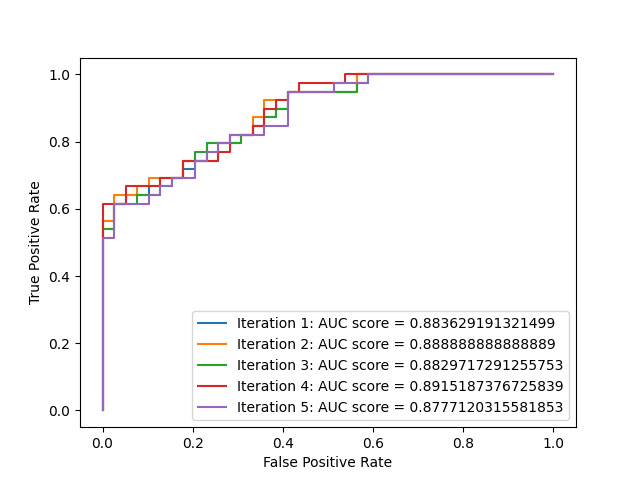 1.0
0.8
0.6
0.4
0.2
0.0
True Positive Rate
Iteration 1: AUC score = 0.883629191321499
Iteration 2: AUC score = 0.888888888888889
Iteration 3: AUC score = 0.8829717291255753
Iteration 4: AUC score = 0.8915187376725839
Iteration 5: AUC score = 0.8777120315581853
0.0 0.2 0.4 0.6 0.8 1.0
False Positive Rate